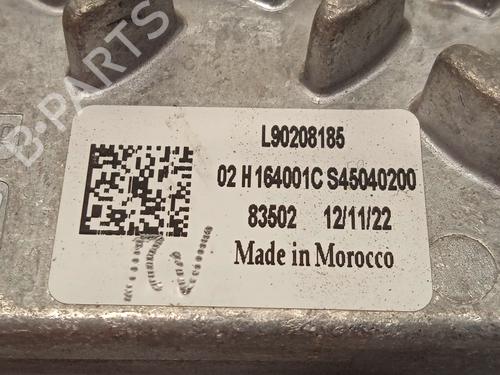 B-PARTS
L90208185
02 H 164001C S45040200
83502 12/11/22
Made in Morocco